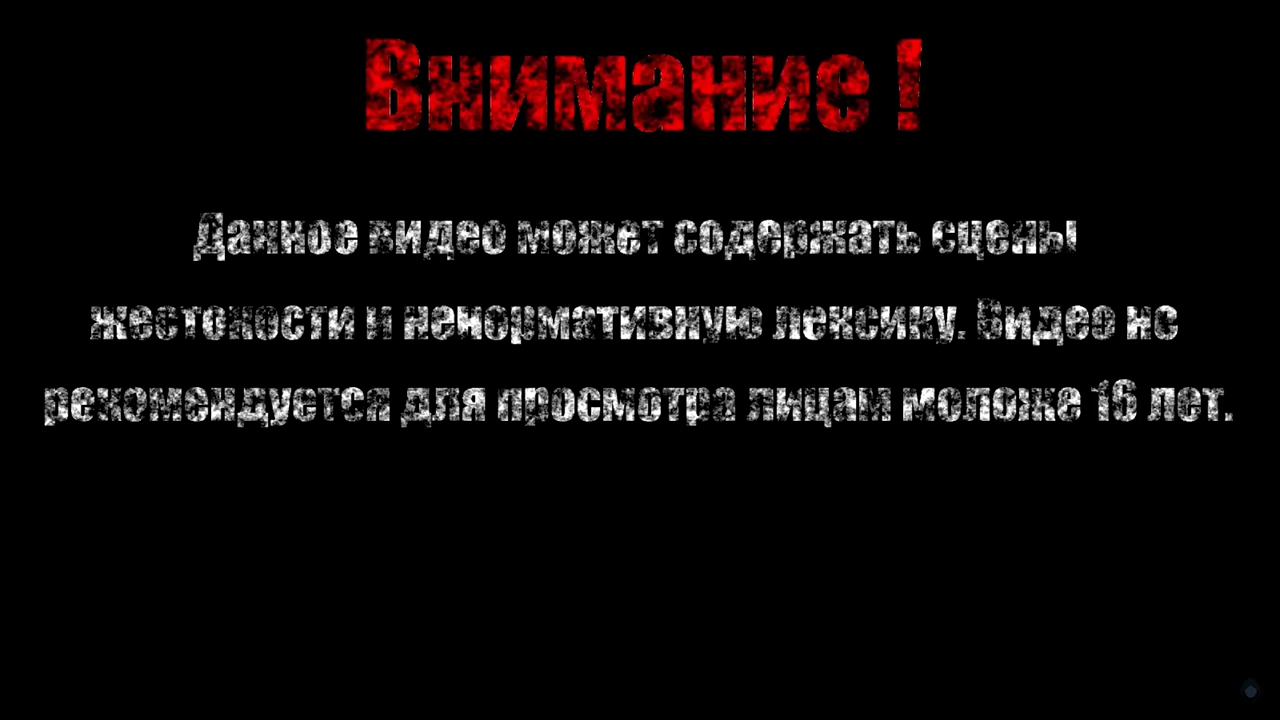 Внимание !
Данное видео может содержать сцены
жестокости и ненормативную лексику. Видео не
рекомендуется для просмотра лицам моложе 16 лет.